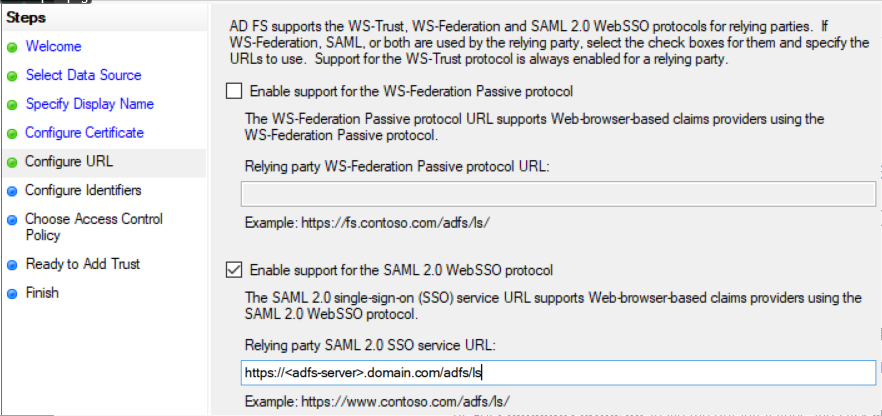 Steps
Welcome
Select Data Source
Specify Display Name
Configure Certificate
Configure URL
Configure Identifiers
Choose Access Control
Policy
Ready to Add Trust
Finish
AD FS supports the WS-Trust, WS-Federation and SAML 2.0 WebSSO protocols for relying parties. If
WS-Federation, SAML, or both are used by the relying party, select the check boxes for them and specify the
URLs to use. Support for the WS-Trust protocol is always enabled for a relying party.
Enable support for the WS-Federation Passive protocol
The WS-Federation Passive protocol URL supports Web-browser-based claims providers using the
WS-Federation Passive protocol.
Relying party WS-Federation Passive protocol URL:
Example: https://fs.contoso.com/adfs/ls/
Enable support for the SAML 2.0 WebSSO protocol
The SAML 2.0 single-sign-on (SSO) service URL supports Web-browser-based claims providers using the
SAML 2.0 WebSSO protocol.
Relying party SAML 2.0 SSO service URL:
https://<adfs-server>.domain.com/adfs/ls
Example: https://www.contoso.com/adfs/ls/